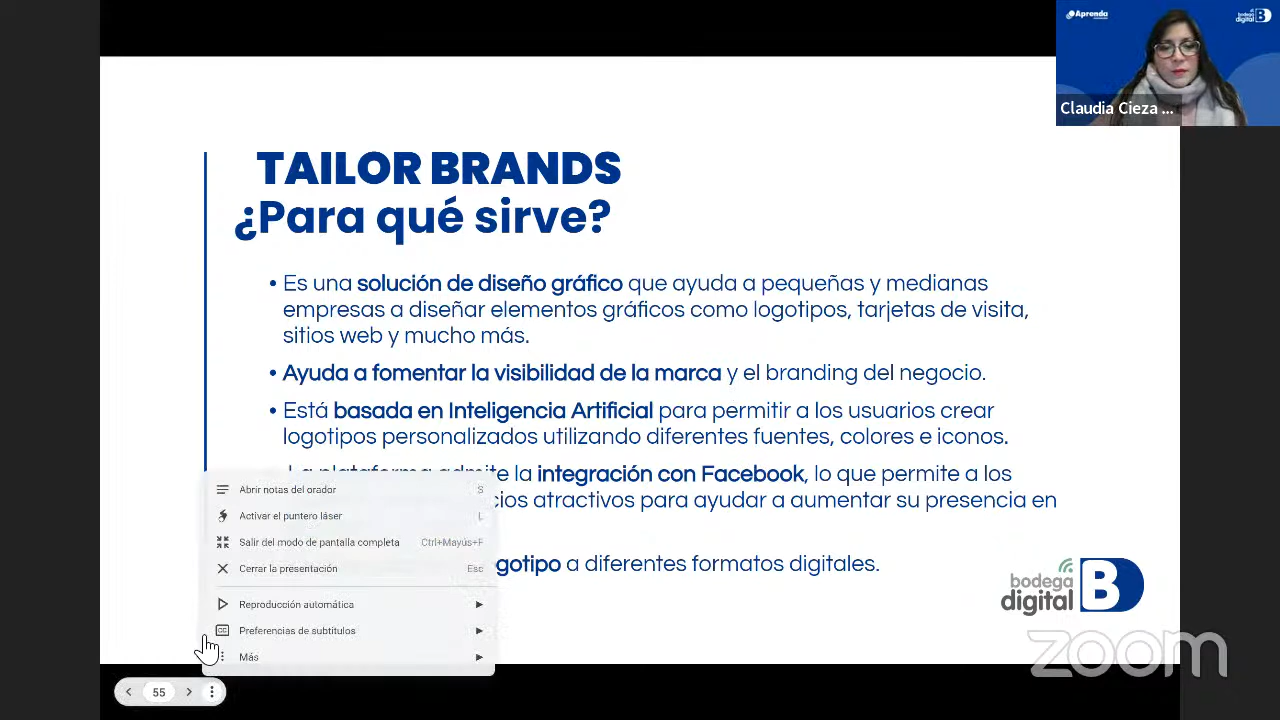 Aprenda
bodega
digital B
Claudia Cieza ...
TAILOR BRANDS
¿Para qué sirve?
• Es una solución de diseño gráfico que ayuda a pequeñas y medianas
empresas a diseñar elementos gráficos como logotipos, tarjetas de visita,
sitios web y mucho más.
• Ayuda a fomentar la visibilidad de la marca y el branding del negocio.
• Está basada en Inteligencia Artificial para permitir a los usuarios crear
logotipos personalizados utilizando diferentes fuentes, colores e iconos.
La plataforma admite la integración con Facebook, lo que permite a los
cios atractivos para ayudar a aumentar su presencia en
gotipo a diferentes formatos digitales.
Abrir notas del orador S
Activar el puntero láser L
Salir del modo de pantalla completa Ctrl+Mayús+F
Cerrar la presentación Esc
Reproducción automática
CC Preferencias de subtítulos
Más
bodega
digital B
zoom
55